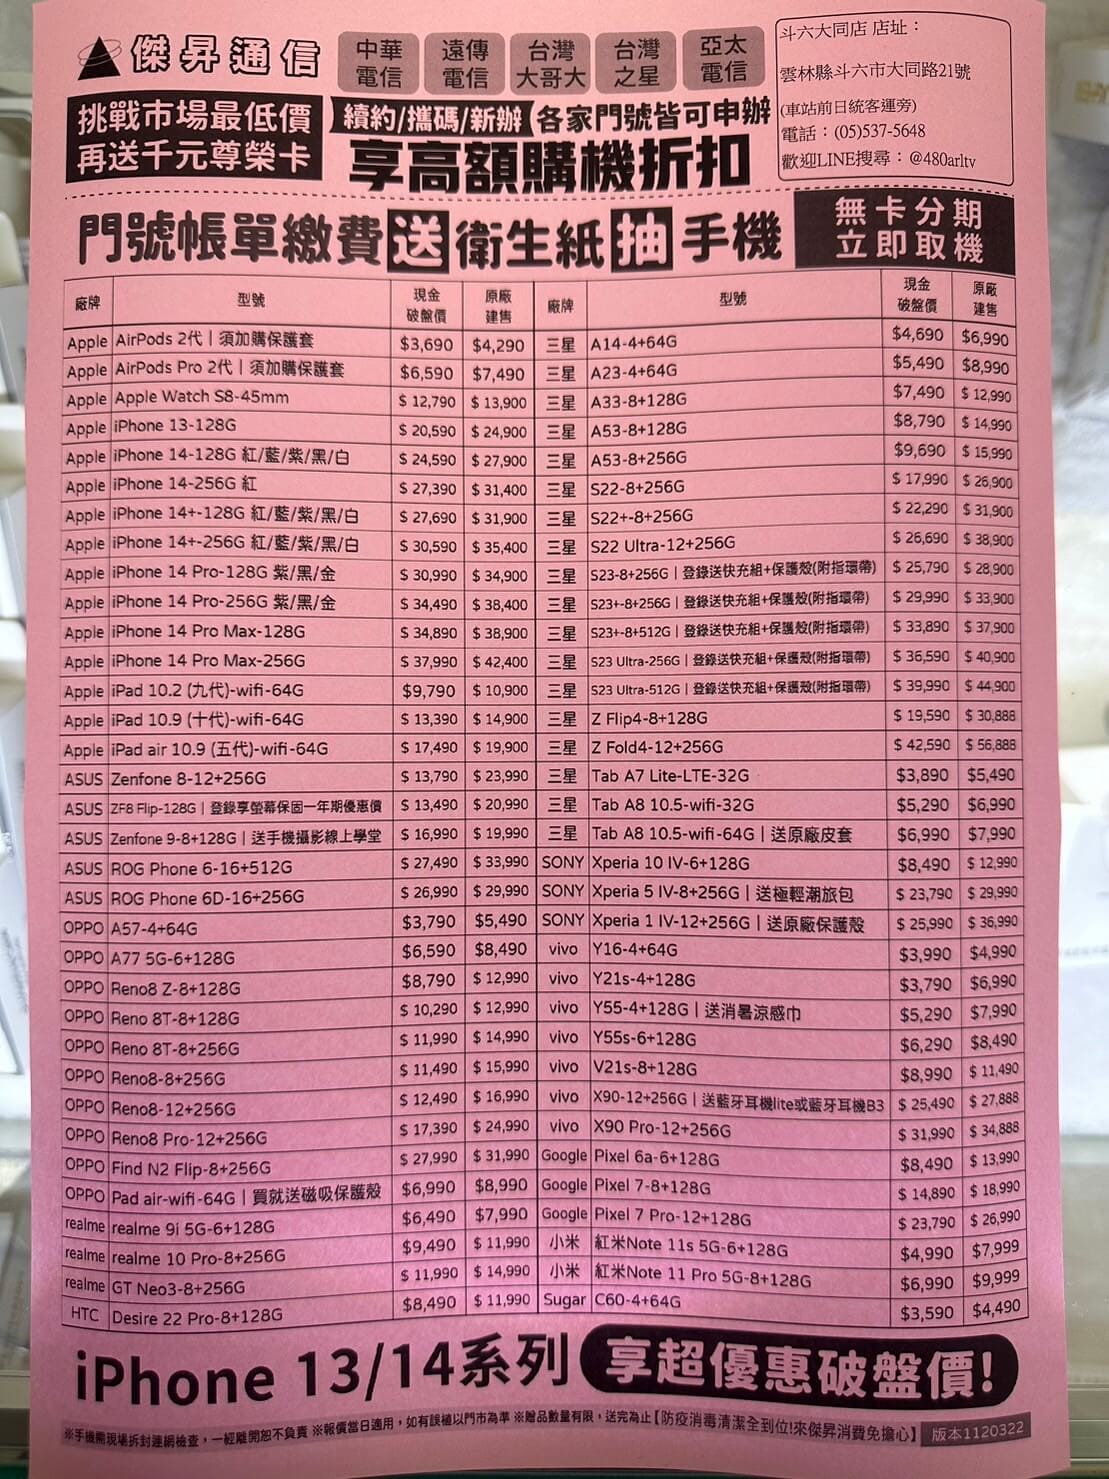 傑昇通信
中華電信
遠傳電信
台灣大哥大
台灣之星
亞太電信
斗六大同店 店址：
雲林縣斗六市大同路21號
(車站前日統客運旁)
電話：(05)537-5648
歡迎LINE搜尋：@480arltv
挑戰市場最低價
再送千元尊榮卡
續約/攜碼/新辦 各家門號皆可申辦
享高額購機折扣
門號帳單繳費送衛生紙抽手機
無卡分期
立即取機
廠牌 型號 現金破盤價 原廠建售
Apple AirPods 2代 | 須加購保護套 $3,690 $4,290
Apple AirPods Pro 2代 | 須加購保護套 $6,590 $7,490
Apple Apple Watch S8-45mm $ 12,790 $ 13,900
Apple iPhone 13-128G $ 20,590 $ 24,900
Apple iPhone 14-128G 紅/藍/紫/黑/白 $ 24,590 $ 27,900
Apple iPhone 14-256G 紅 $ 27,390 $ 31,400
Apple iPhone 14+-128G 紅/藍/紫/黑/白 $ 27,690 $ 31,900
Apple iPhone 14+-256G 紅/藍/紫/黑/白 $ 30,590 $ 35,400
Apple iPhone 14 Pro-128G 紫/黑/金 $ 30,990 $ 34,900
Apple iPhone 14 Pro-256G 紫/黑/金 $ 34,490 $ 38,400
Apple iPhone 14 Pro Max-128G $ 34,890 $ 38,900
Apple iPhone 14 Pro Max-256G $ 37,990 $ 42,400
Apple iPad 10.2 (九代)-wifi-64G $9,790 $ 10,900
Apple iPad 10.9 (十代)-wifi-64G $ 13,390 $ 14,900
Apple iPad air 10.9 (五代)-wifi-64G $ 17,490 $ 19,900
ASUS Zenfone 8-12+256G $ 13,790 $ 23,990
ASUS ZF8 Flip-128G | 登錄享螢幕保固一年期優惠價 $ 13,490 $ 20,990
ASUS Zenfone 9-8+128G | 送手機攝影線上學堂 $ 16,990 $ 19,990
ASUS ROG Phone 6-16+512G $ 27,490 $ 33,990
ASUS ROG Phone 6D-16+256G $ 26,990 $ 29,990
OPPO A57-4+64G $3,790 $5,490
OPPO A77 5G-6+128G $6,590 $8,490
OPPO Reno8 Z-8+128G $8,790 $ 12,990
OPPO Reno 8T-8+128G $ 10,290 $ 12,990
OPPO Reno 8T-8+256G $ 11,990 $ 14,990
OPPO Reno8-8+256G $ 11,490 $ 15,990
OPPO Reno8-12+256G $ 12,490 $ 16,990
OPPO Reno8 Pro-12+256G $ 17,390 $ 24,990
OPPO Find N2 Flip-8+256G $ 27,990 $ 31,990
OPPO Pad air-wifi-64G | 買就送磁吸保護殼 $6,990 $8,990
realme realme 9i 5G-6+128G $6,490 $7,990
realme realme 10 Pro-8+256G $9,490 $ 11,990
realme GT Neo3-8+256G $ 11,990 $ 14,990
HTC Desire 22 Pro-8+128G $8,490 $ 11,990
廠牌 型號 現金破盤價 原廠建售
三星 A14-4+64G $4,690 $6,990
三星 A23-4+64G $5,490 $8,990
三星 A33-8+128G $7,490 $ 12,990
三星 A53-8+128G $8,790 $ 14,990
三星 A53-8+256G $9,690 $ 15,990
三星 S22-8+256G $ 17,990 $ 26,900
三星 S22+-8+256G $ 22,290 $ 31,900
三星 S22 Ultra-12+256G $ 26,690 $ 38,900
三星 S23-8+256G | 登錄送快充組+保護殼(附指環帶) $ 25,790 $ 28,900
三星 S23+-8+256G | 登錄送快充組+保護殼(附指環帶) $ 29,990 $ 33,900
三星 S23+-8+512G | 登錄送快充組+保護殼(附指環帶) $ 33,890 $ 37,900
三星 S23 Ultra-256G | 登錄送快充組+保護殼(附指環帶) $ 36,590 $ 40,900
三星 S23 Ultra-512G | 登錄送快充組+保護殼(附指環帶) $ 39,990 $ 44,900
三星 Z Flip4-8+128G $ 19,590 $ 30,888
三星 Z Fold4-12+256G $ 42,590 $ 56,888
三星 Tab A7 Lite-LTE-32G $3,890 $5,490
三星 Tab A8 10.5-wifi-32G $5,290 $6,990
三星 Tab A8 10.5-wifi-64G | 送原廠皮套 $6,990 $7,990
SONY Xperia 10 IV-6+128G $8,490 $ 12,990
SONY Xperia 5 IV-8+256G | 送極輕潮旅包 $ 23,790 $ 29,990
SONY Xperia 1 IV-12+256G | 送原廠保護殼 $ 25,990 $ 36,990
vivo Y16-4+64G $3,990 $4,990
vivo Y21s-4+128G $3,790 $6,990
vivo Y55-4+128G | 送消暑涼感巾 $5,290 $7,990
vivo Y55s-6+128G $6,290 $8,490
vivo V21s-8+128G $8,990 $ 11,490
vivo X90-12+256G | 送藍牙耳機lite或藍牙耳機B3 $ 25,490 $ 27,888
vivo X90 Pro-12+256G $ 31,990 $ 34,888
Google Pixel 6a-6+128G $8,490 $ 13,990
Google Pixel 7-8+128G $ 14,890 $ 18,990
Google Pixel 7 Pro-12+128G $ 23,790 $ 26,990
小米 紅米Note 11s 5G-6+128G $4,990 $7,999
小米 紅米Note 11 Pro 5G-8+128G $6,990 $9,999
Sugar C60-4+64G $3,590 $4,490
iPhone 13/14系列 享超優惠破盤價!
※手機需現場拆封連網檢查，一經離開恕不負責 ※報價當日適用，如有誤植以門市為準 ※贈品數量有限，送完為止【防疫消毒清潔全到位!來傑昇消費免擔心】 版本1120322